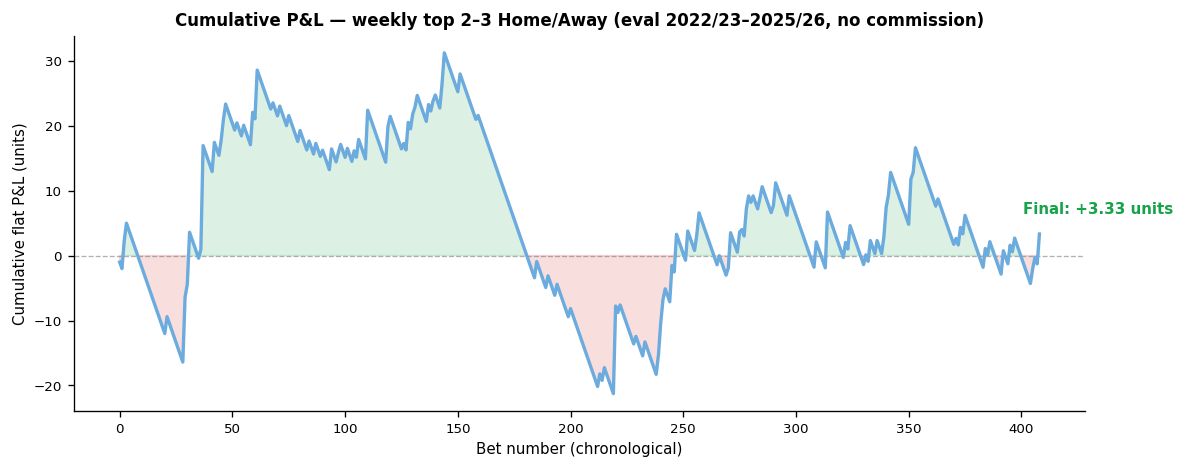 Cumulative P&L — weekly top 2–3 Home/Away (eval 2022/23–2025/26, no commission)
Cumulative flat P&L (units)
30
20
10
0
−10
−20
Final: +3.33 units
0 50 100 150 200 250 300 350 400
Bet number (chronological)